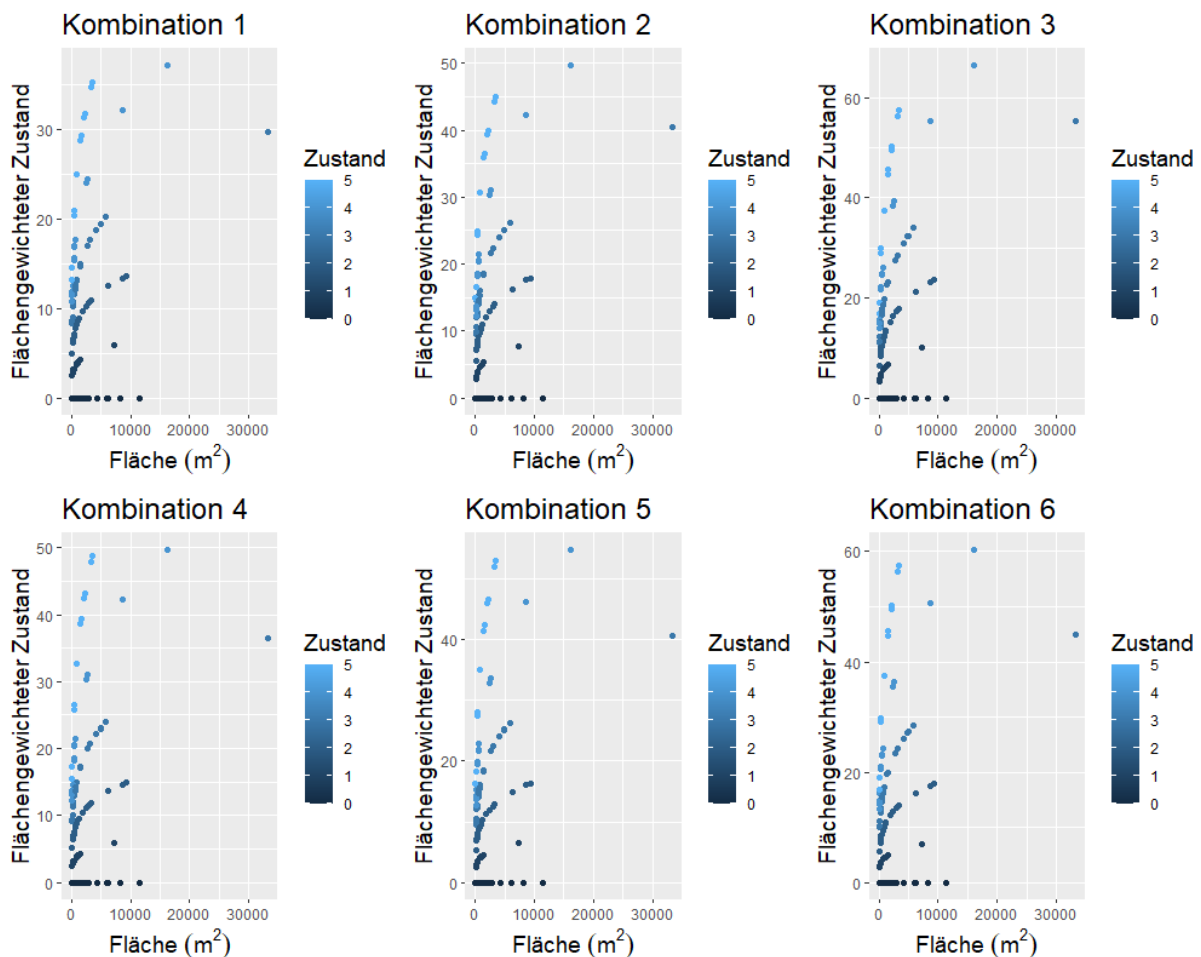 Kombination 1
Flächengewichteter Zustand
30
20
10
0
0 10000 20000 30000
Fläche (m²)
Zustand
5
4
3
2
1
0
Kombination 2
Flächengewichteter Zustand
50
40
30
20
10
0
0 10000 20000 30000
Fläche (m²)
Zustand
5
4
3
2
1
0
Kombination 3
Flächengewichteter Zustand
60
40
20
0
0 10000 20000 30000
Fläche (m²)
Zustand
5
4
3
2
1
0
Kombination 4
Flächengewichteter Zustand
50
40
30
20
10
0
0 10000 20000 30000
Fläche (m²)
Zustand
5
4
3
2
1
0
Kombination 5
Flächengewichteter Zustand
40
20
0
0 10000 20000 30000
Fläche (m²)
Zustand
5
4
3
2
1
0
Kombination 6
Flächengewichteter Zustand
60
40
20
0
0 10000 20000 30000
Fläche (m²)
Zustand
5
4
3
2
1
0